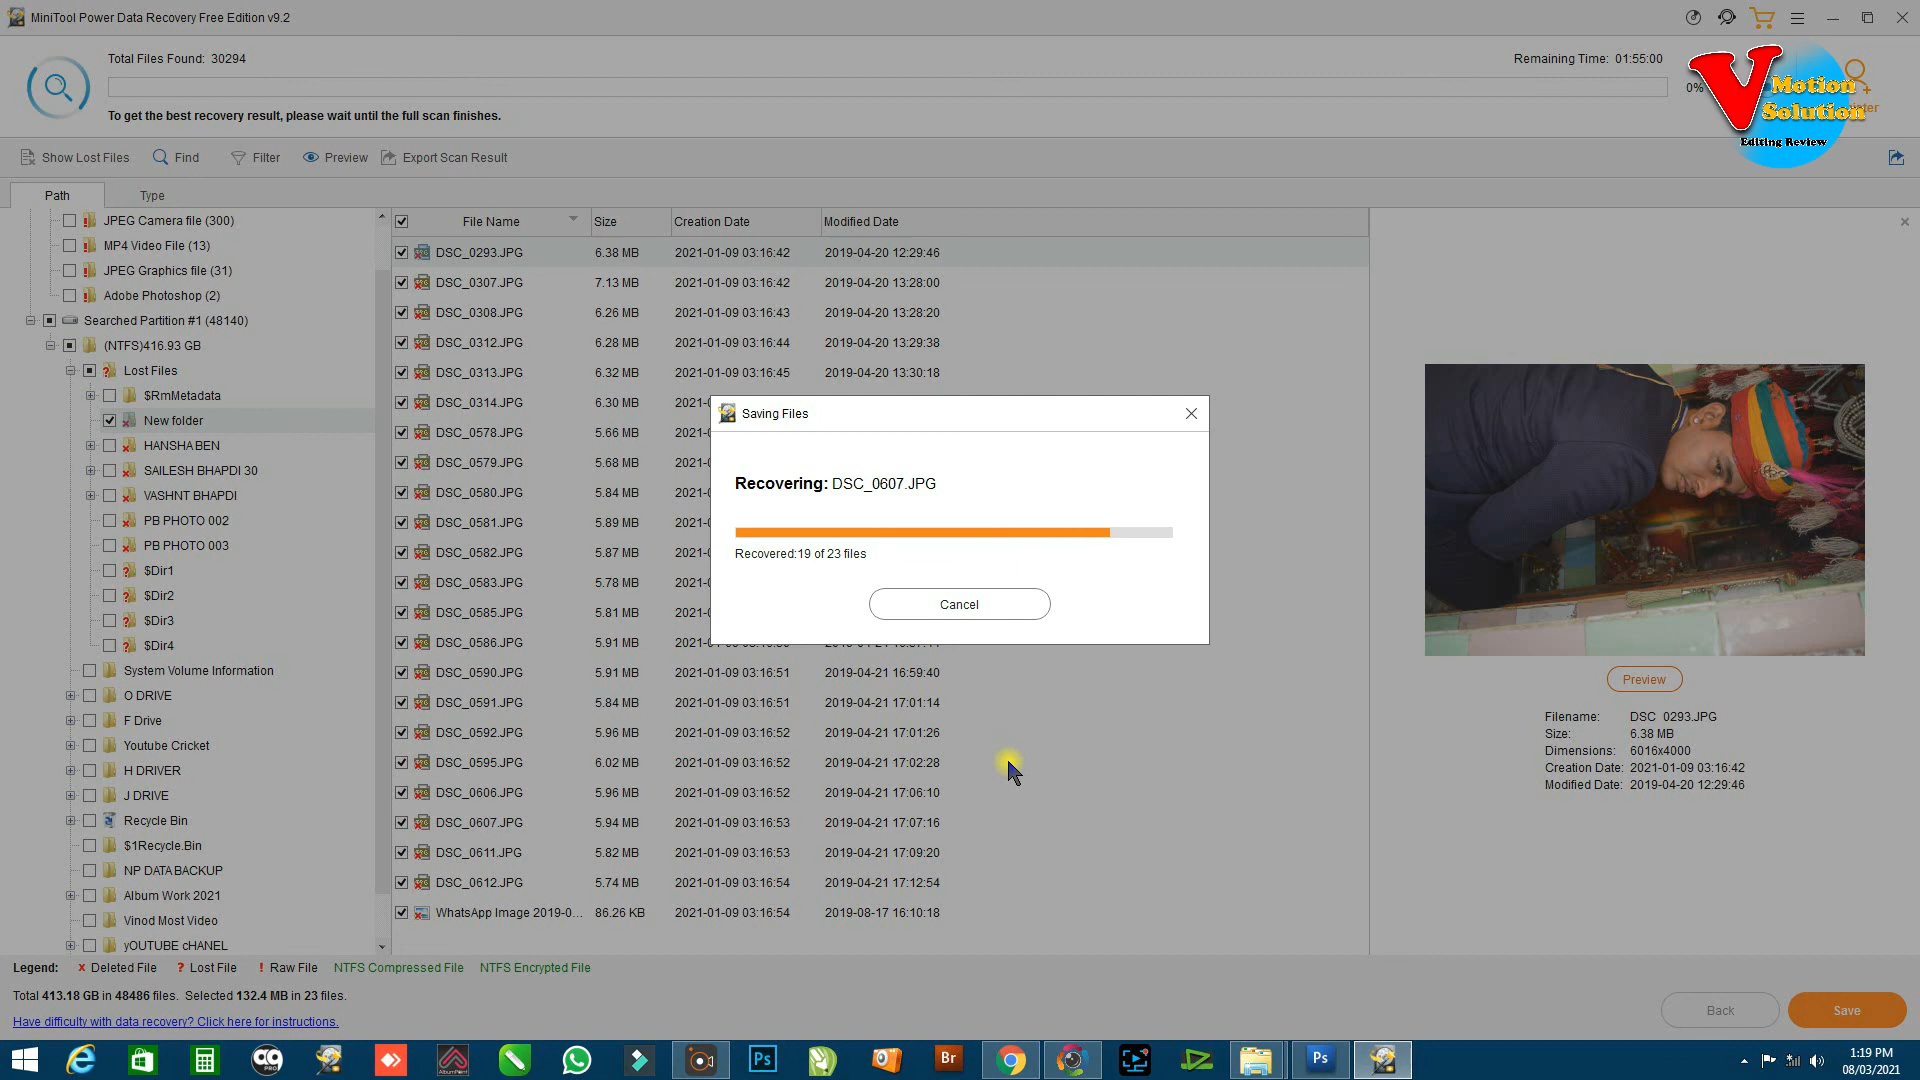 MiniTool Power Data Recovery Free Edition v9.2
Total Files Found: 30294
Remaining Time: 01:55:00
0%
To get the best recovery result, please wait until the full scan finishes.
V Motion Solution
Editing Review
Show Lost Files Find Filter Preview Export Scan Result
Path Type
JPEG Camera file (300)
MP4 Video File (13)
JPEG Graphics file (31)
Adobe Photoshop (2)
Searched Partition #1 (48140)
(NTFS)416.93 GB
Lost Files
$RmMetadata
New folder
HANSHA BEN
SAILESH BHAPDI 30
VASHNT BHAPDI
PB PHOTO 002
PB PHOTO 003
$Dir1
$Dir2
$Dir3
$Dir4
System Volume Information
O DRIVE
F Drive
Youtube Cricket
H DRIVER
J DRIVE
Recycle Bin
$1Recycle.Bin
NP DATA BACKUP
Album Work 2021
Vinod Most Video
yOUTUBE cHANEL
File Name Size Creation Date Modified Date
DSC_0293.JPG 6.38 MB 2021-01-09 03:16:42 2019-04-20 12:29:46
DSC_0307.JPG 7.13 MB 2021-01-09 03:16:42 2019-04-20 13:28:00
DSC_0308.JPG 6.26 MB 2021-01-09 03:16:43 2019-04-20 13:28:20
DSC_0312.JPG 6.28 MB 2021-01-09 03:16:44 2019-04-20 13:29:38
DSC_0313.JPG 6.32 MB 2021-01-09 03:16:45 2019-04-20 13:30:18
DSC_0314.JPG 6.30 MB
DSC_0578.JPG 5.66 MB
DSC_0579.JPG 5.68 MB
DSC_0580.JPG 5.84 MB
DSC_0581.JPG 5.89 MB
DSC_0582.JPG 5.87 MB
DSC_0583.JPG 5.78 MB
DSC_0585.JPG 5.81 MB
DSC_0586.JPG 5.91 MB
DSC_0590.JPG 5.91 MB 2021-01-09 03:16:51 2019-04-21 16:59:40
DSC_0591.JPG 5.84 MB 2021-01-09 03:16:51 2019-04-21 17:01:14
DSC_0592.JPG 5.96 MB 2021-01-09 03:16:52 2019-04-21 17:01:26
DSC_0595.JPG 6.02 MB 2021-01-09 03:16:52 2019-04-21 17:02:28
DSC_0606.JPG 5.96 MB 2021-01-09 03:16:52 2019-04-21 17:06:10
DSC_0607.JPG 5.94 MB 2021-01-09 03:16:53 2019-04-21 17:07:16
DSC_0611.JPG 5.82 MB 2021-01-09 03:16:53 2019-04-21 17:09:20
DSC_0612.JPG 5.74 MB 2021-01-09 03:16:54 2019-04-21 17:12:54
WhatsApp Image 2019-0... 86.26 KB 2021-01-09 03:16:54 2019-08-17 16:10:18
Saving Files
Recovering: DSC_0607.JPG
Recovered:19 of 23 files
Cancel
Preview
Filename: DSC_0293.JPG
Size: 6.38 MB
Dimensions: 6016x4000
Creation Date: 2021-01-09 03:16:42
Modified Date: 2019-04-20 12:29:46
Legend: x Deleted File ? Lost File ! Raw File NTFS Compressed File NTFS Encrypted File
Total 413.18 GB in 48486 files. Selected 132.4 MB in 23 files.
Have difficulty with data recovery? Click here for instructions.
Back Save
Ps Br Ps
1:19 PM
08/03/2021